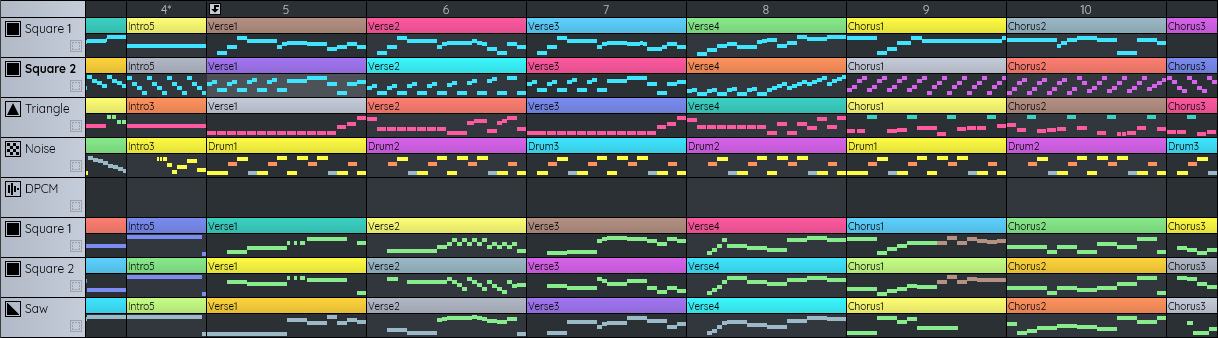 4* 5 6 7 8 9 10
Square 1 Intro5 Verse1 Verse2 Verse3 Verse4 Chorus1 Chorus2 Chorus3
Square 2 Intro5 Verse1 Verse2 Verse3 Verse4 Chorus1 Chorus2 Chorus3
Triangle Intro3 Verse1 Verse2 Verse3 Verse4 Chorus1 Chorus2 Chorus3
Noise Intro3 Drum1 Drum2 Drum3 Drum2 Drum1 Drum2 Drum3
DPCM
Square 1 Intro5 Verse1 Verse2 Verse3 Verse4 Chorus1 Chorus2 Chorus3
Square 2 Intro5 Verse1 Verse2 Verse3 Verse4 Chorus1 Chorus2 Chorus3
Saw Intro5 Verse1 Verse2 Verse3 Verse4 Chorus1 Chorus2 Chorus3